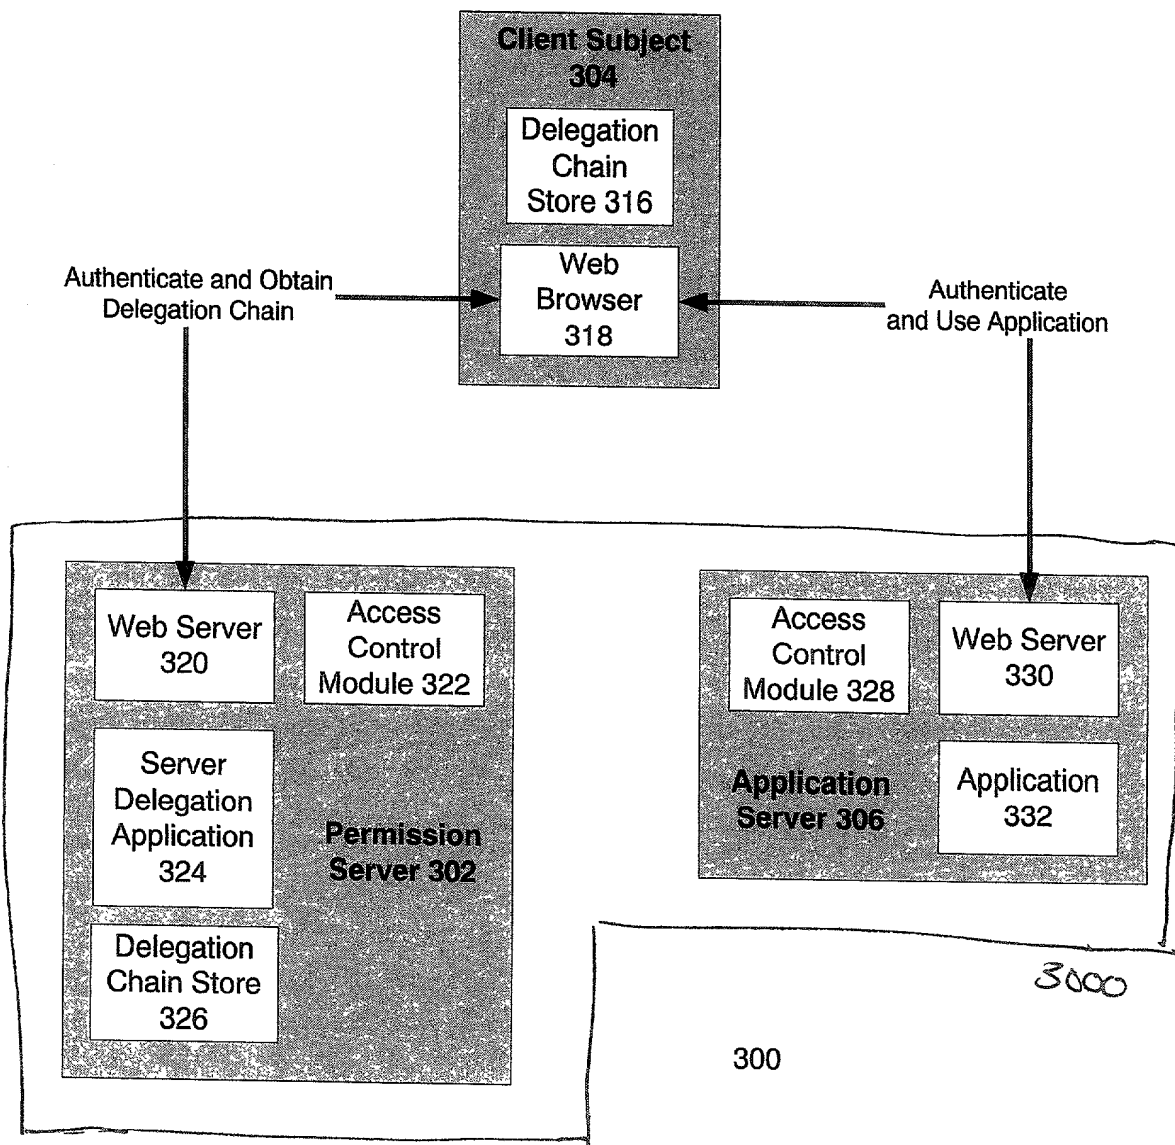 Client Subject
304
Delegation
Chain
Store 316
Web
Browser
318
Authenticate and Obtain
Delegation Chain
Authenticate
and Use Application
Web Server
320
Access
Control
Module 322
Server
Delegation
Application
324
Permission
Server 302
Delegation
Chain Store
326
Access
Control
Module 328
Web Server
330
Application
Server 306
Application
332
3000
300